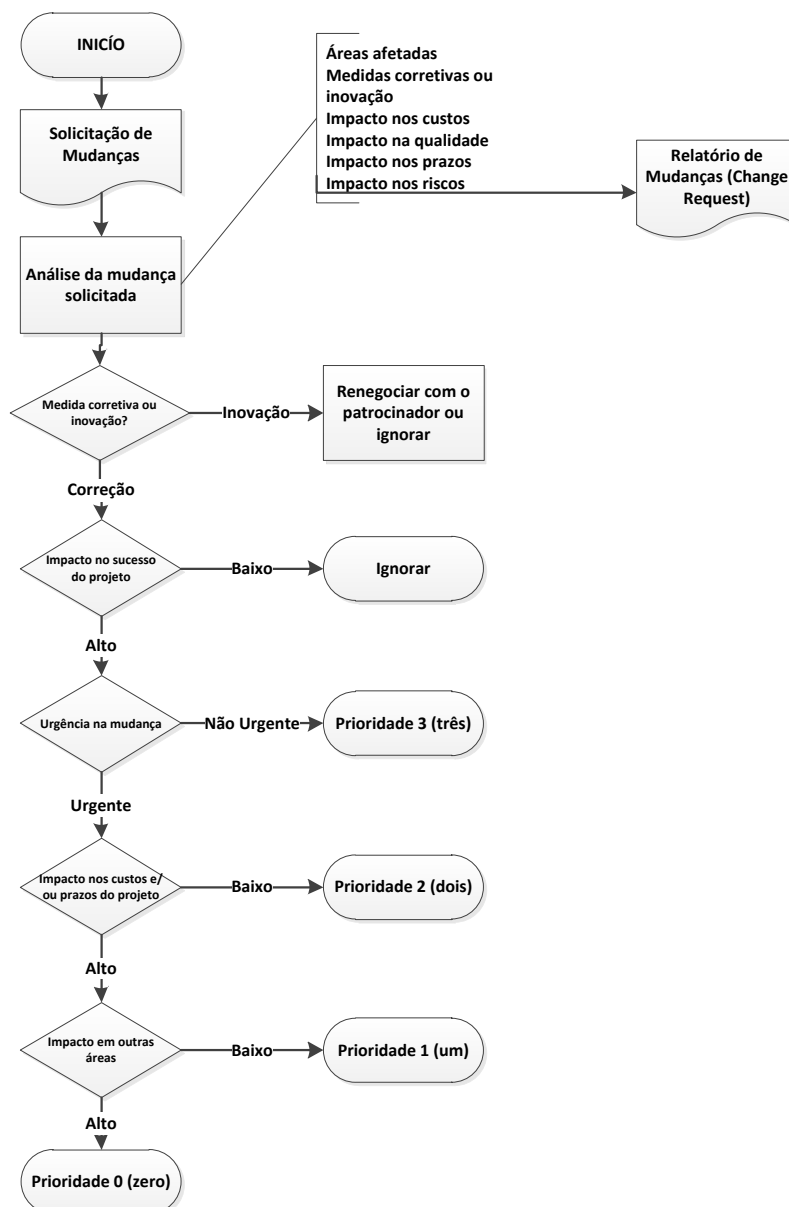 INICÍO
Solicitação de
Mudanças
Áreas afetadas
Medidas corretivas ou
inovação
Impacto nos custos
Impacto na qualidade
Impacto nos prazos
Impacto nos riscos
Relatório de
Mudanças (Change
Request)
Análise da mudança
solicitada
Medida corretiva ou
inovação?
Inovação
Renegociar com o
patrocinador ou
ignorar
Correção
Impacto no sucesso
do projeto
Baixo
Ignorar
Alto
Urgência na mudança
Não Urgente
Prioridade 3 (três)
Urgente
Impacto nos custos e/
ou prazos do projeto
Baixo
Prioridade 2 (dois)
Alto
Impacto em outras
áreas
Baixo
Prioridade 1 (um)
Alto
Prioridade 0 (zero)